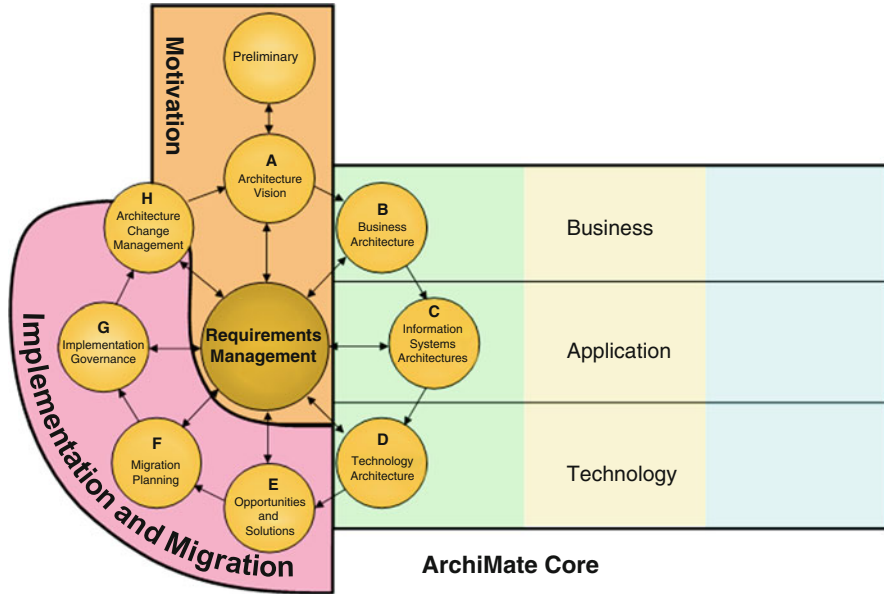 Motivation
Preliminary
A
Architecture
Vision
H
Architecture
Change
Management
B
Business
Architecture
Business
G
Implementation
Governance
Requirements
Management
C
Information
Systems
Architectures
Application
F
Migration
Planning
E
Opportunities
and
Solutions
D
Technology
Architecture
Technology
Implementation and Migration
ArchiMate Core